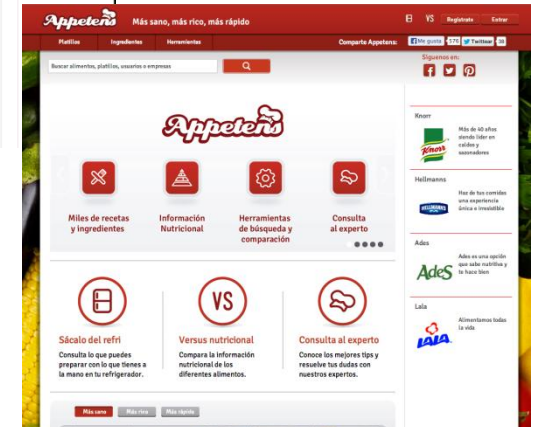 Appetens
Más sano, más rico, más rápido
VS
Regístrate
Entrar
Platillos
Ingredientes
Herramientas
Comparte Appetens:
Me gusta
176
Twittear
38
Buscar alimentos, platillos, usuarios o empresas
Síguenos en:
Appetens
Miles de recetas
y ingredientes
Información
Nutricional
Herramientas
de búsqueda y
comparación
Consulta
al experto
VS
Sácalo del refri
Consulta lo que puedes
preparar con lo que tienes a
la mano en tu refrigerador.
Versus nutricional
Compara la información
nutricional de los
diferentes alimentos.
Consulta al experto
Conoce los mejores tips y
resuelve tus dudas con
nuestros expertos.
Más sano
Más rico
Más rápido
Knorr
Knorr
Más de 40 años
siendo líder en
caldos y
sazonadores
Hellmanns
HELLMANN'S
Haz de tus comidas
una experiencia
única e irresistible
Ades
AdeS
Ades es una opción
que sabe nutritiva y
te hace bien
Lala
LALA
Alimentamos toda
la vida